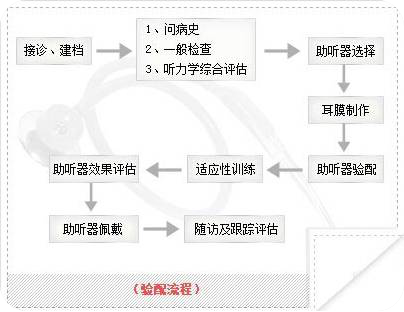 接诊、建档
1、问病史
2、一般检查
3、听力学综合评估
助听器选择
耳膜制作
助听器验配
适应性训练
助听器效果评估
助听器佩戴
随访及跟踪评估
（验配流程）